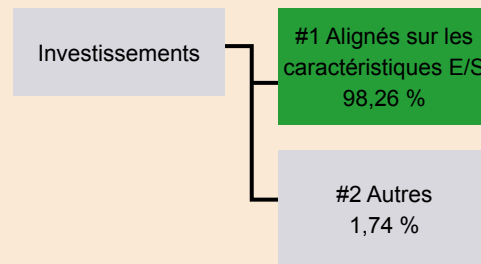 Investissements
#1 Alignés sur les
caractéristiques E/S
98,26 %
#2 Autres
1,74 %